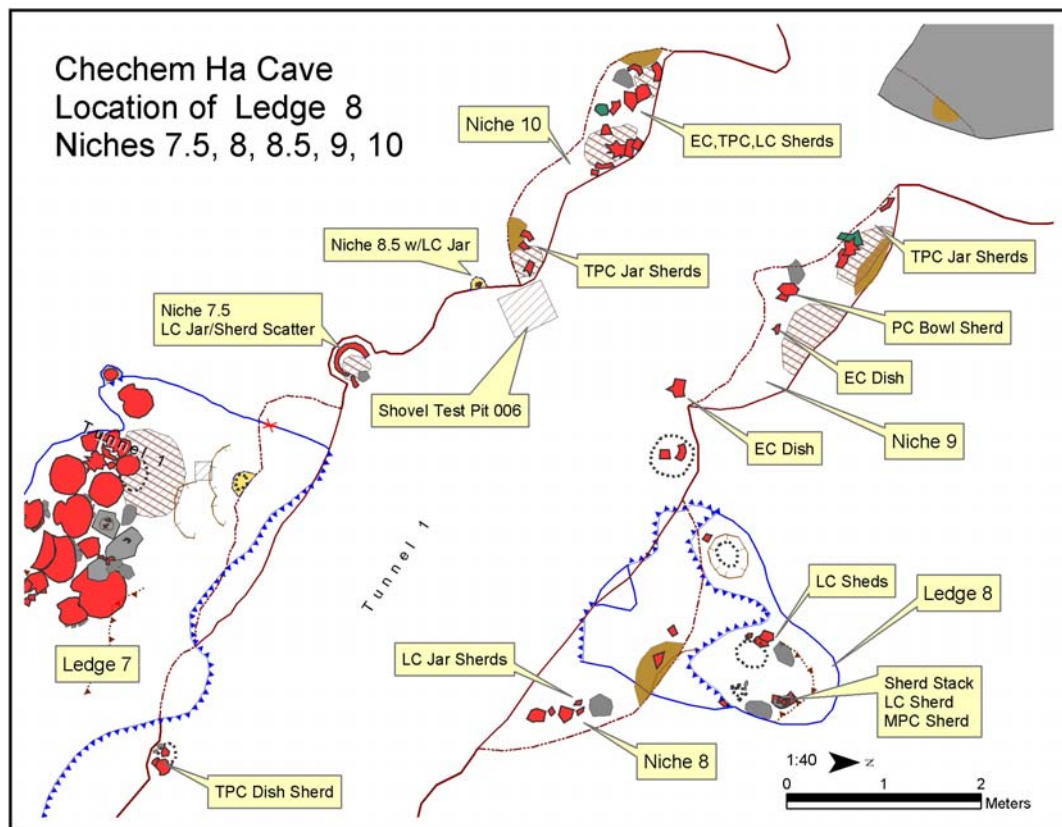 Chechem Ha Cave
Location of Ledge 8
Niches 7.5, 8, 8.5, 9, 10
Niche 10
EC,TPC,LC Sherds
Niche 8.5 w/LC Jar
TPC Jar Sherds
TPC Jar Sherds
Niche 7.5
LC Jar/Sherd Scatter
PC Bowl Sherd
Shovel Test Pit 006
EC Dish
Niche 9
EC Dish
Tunnel 1
Tunnel 1
LC Sheds
Ledge 8
Ledge 7
LC Jar Sherds
Sherd Stack
LC Sherd
MPC Sherd
Niche 8
TPC Dish Sherd
1:40 N
0 1 2
Meters